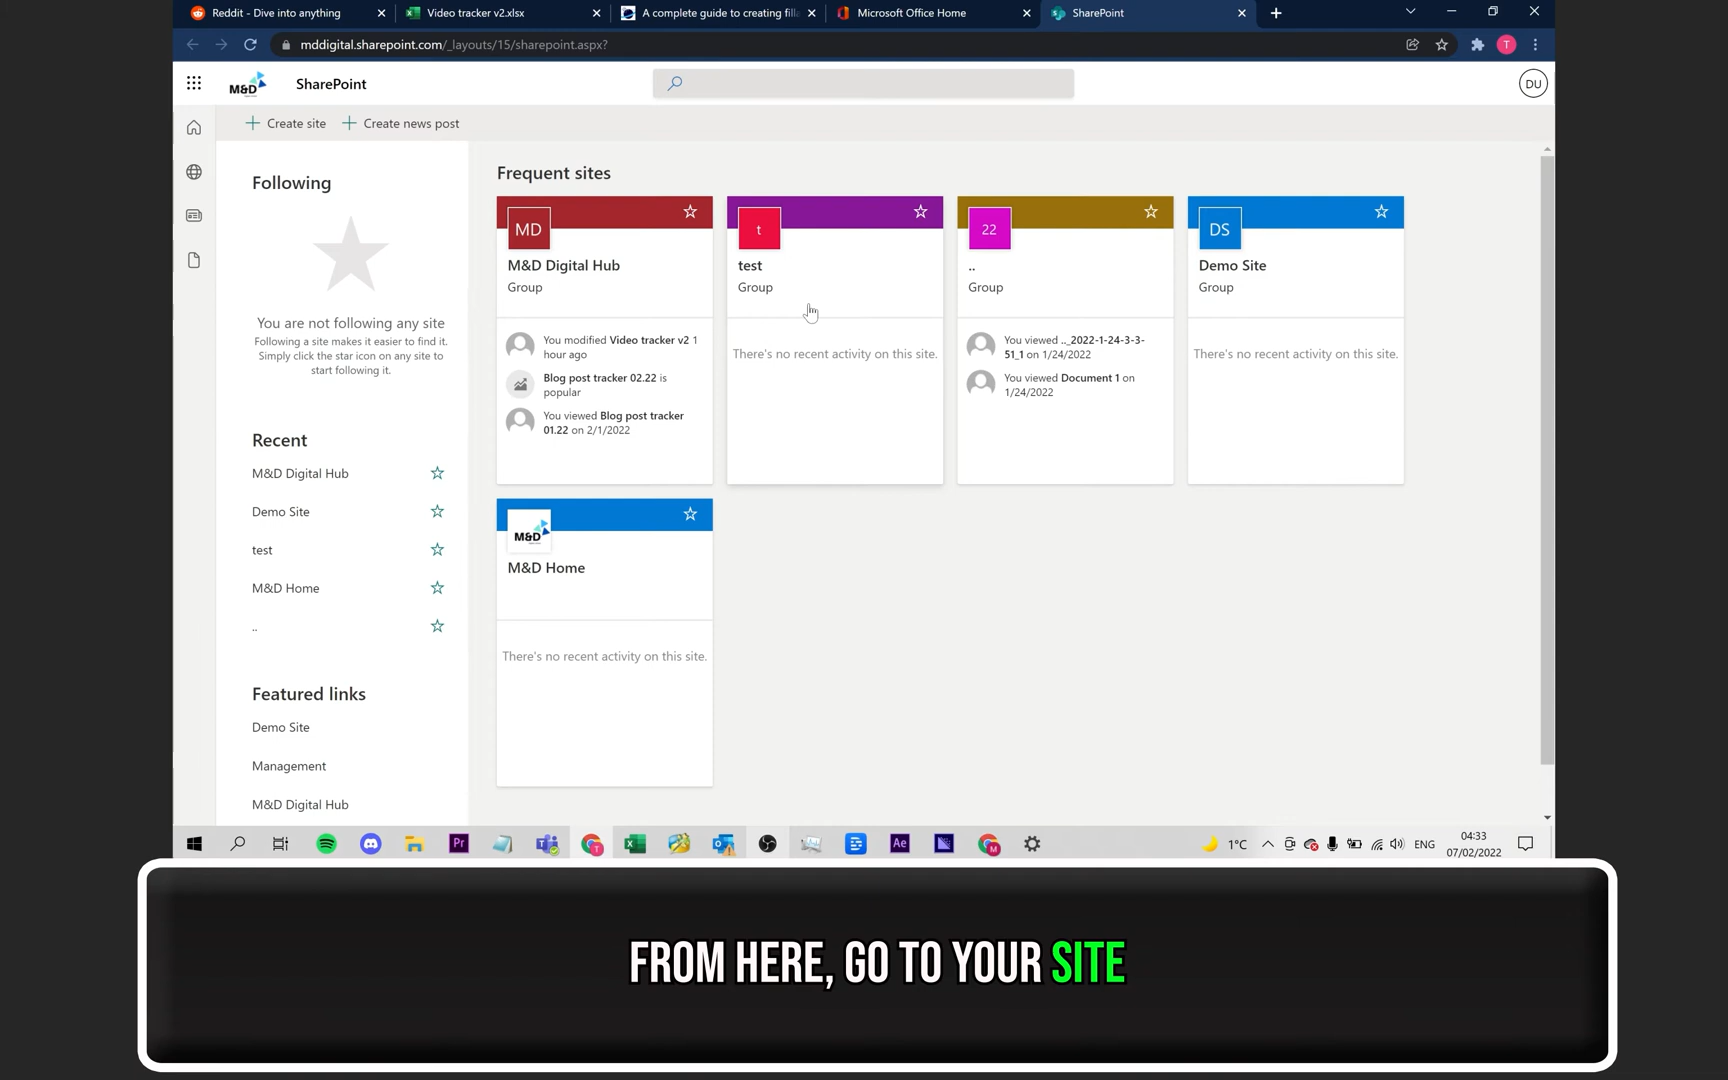 Reddit - Dive into anything
Video tracker v2.xlsx
A complete guide to creating filla
Microsoft Office Home
SharePoint
mddigital.sharepoint.com/_layouts/15/sharepoint.aspx?
T
M&D
SharePoint
DU
Create site
Create news post
Following
You are not following any site
Following a site makes it easier to find it.
Simply click the star icon on any site to
start following it.
Recent
M&D Digital Hub
Demo Site
test
M&D Home
..
Featured links
Demo Site
Management
M&D Digital Hub
Frequent sites
MD
M&D Digital Hub
Group
You modified Video tracker v2 1
hour ago
Blog post tracker 02.22 is
popular
You viewed Blog post tracker
01.22 on 2/1/2022
t
test
Group
There's no recent activity on this site.
22
..
Group
You viewed .._2022-1-24-3-3-
51_1 on 1/24/2022
You viewed Document 1 on
1/24/2022
DS
Demo Site
Group
There's no recent activity on this site.
M&D
M&D Home
There's no recent activity on this site.
Pr
Ae
1°C
ENG
04:33
07/02/2022
FROM HERE, GO TO YOUR SITE